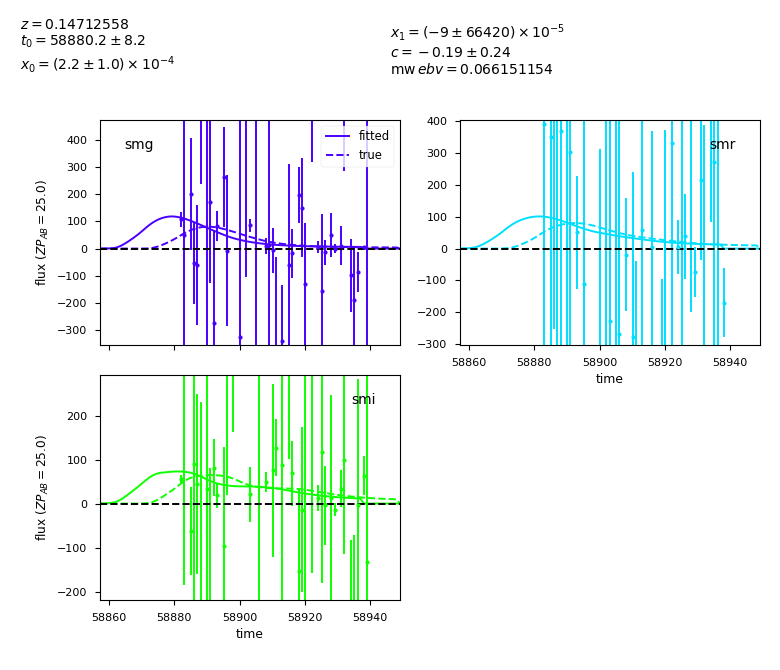 z = 0.14712558
t₀ = 58880.2 ± 8.2
x₀ = (2.2 ± 1.0) × 10⁻⁴
x₁ = (−9 ± 66420) × 10⁻⁵
c = −0.19 ± 0.24
mw ebv = 0.066151154
smg
fitted
true
400
300
200
100
0
−100
−200
−300
flux (ZP_AB = 25.0)
smr
400
300
200
100
0
−100
−200
−300
58860 58880 58900 58920 58940
time
smi
200
100
0
−100
−200
flux (ZP_AB = 25.0)
58860 58880 58900 58920 58940
time